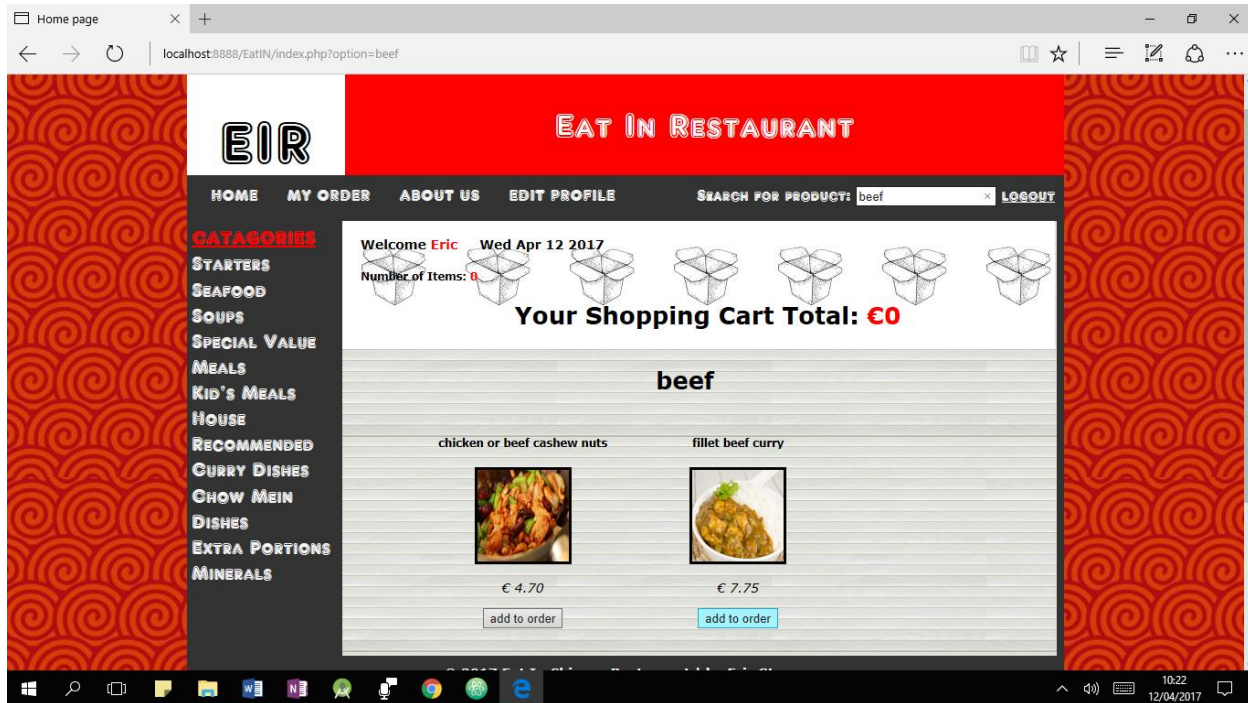 Home page
localhost:8888/EatIN/index.php?option=beef
EIR
EAT IN RESTAURANT
HOME MY ORDER ABOUT US EDIT PROFILE SEARCH FOR PRODUCT: beef LOGOUT
CATAGORIES
STARTERS
SEAFOOD
SOUPS
SPECIAL VALUE
MEALS
KID'S MEALS
HOUSE
RECOMMENDED
CURRY DISHES
CHOW MEIN
DISHES
EXTRA PORTIONS
MINERALS
Welcome Eric Wed Apr 12 2017
Number of Items: 0
Your Shopping Cart Total: €0
beef
chicken or beef cashew nuts fillet beef curry
€ 4.70 € 7.75
add to order add to order
10:22
12/04/2017